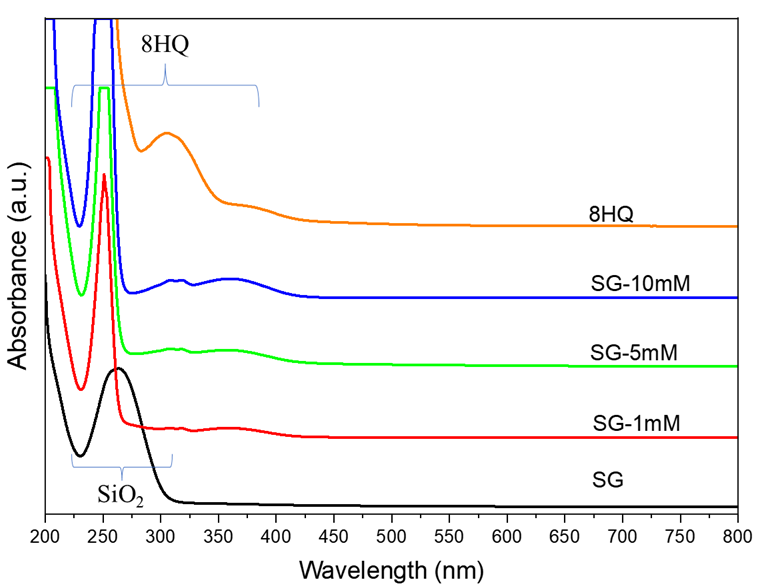 8HQ
8HQ
SG-10mM
SG-5mM
SG-1mM
SG
SiO₂
Absorbance (a.u.)
200 250 300 350 400 450 500 550 600 650 700 750 800
Wavelength (nm)